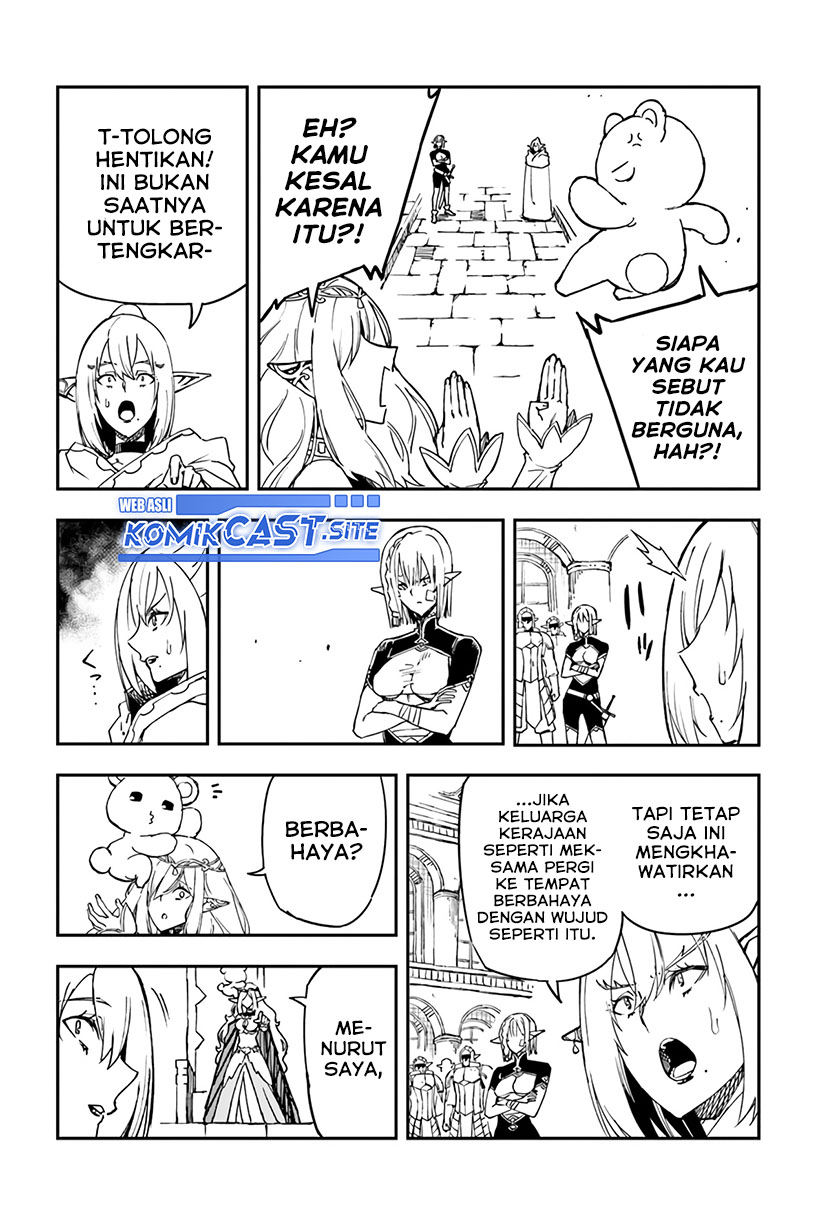 EH?
KAMU
KESAL
KARENA
ITU?!
SIAPA
YANG KAU
SEBUT
TIDAK
BERGUNA,
HAH?!
T-TOLONG
HENTIKAN!
INI BUKAN
SAATNYA
UNTUK BER-
TENGKAR-
WEB ASLI
KOMIKCAST.SITE
くっ…
TAPI TETAP
SAJA INI
MENGKHA-
WATIRKAN
...
...JIKA
KELUARGA
KERAJAAN
SEPERTI MEK-
SAMA PERGI
KE TEMPAT
BERBAHAYA
DENGAN WUJUD
SEPERTI ITU.
BERBA-
HAYA?
ME-
NURUT
SAYA,